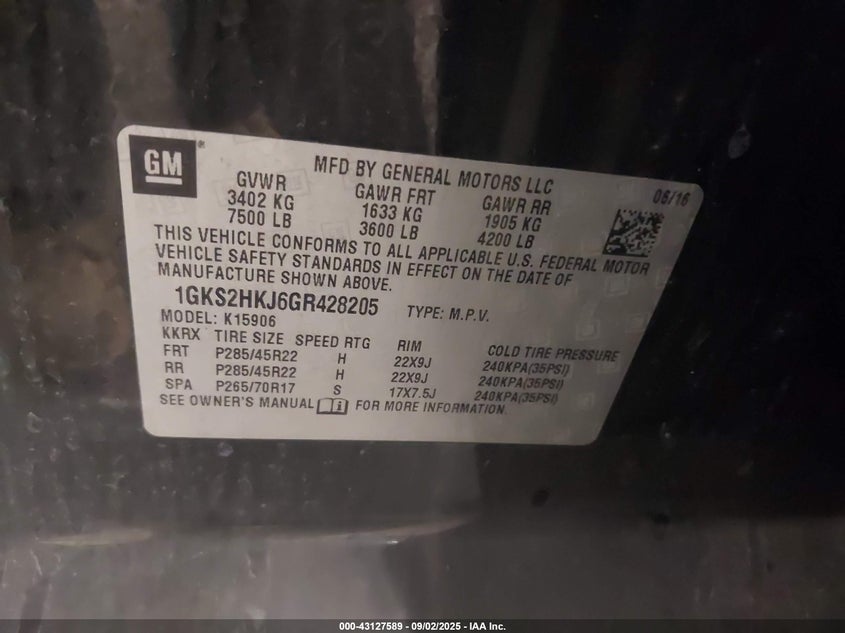 GM ®
MFD BY GENERAL MOTORS LLC
06/16
GVWR GAWR FRT GAWR RR
3402 KG 1633 KG 1905 KG
7500 LB 3600 LB 4200 LB
THIS VEHICLE CONFORMS TO ALL APPLICABLE U.S. FEDERAL MOTOR
VEHICLE SAFETY STANDARDS IN EFFECT ON THE DATE OF
MANUFACTURE SHOWN ABOVE.
1GKS2HKJ6GR428205 TYPE: M.P.V.
MODEL: K15906
KKRX TIRE SIZE SPEED RTG RIM COLD TIRE PRESSURE
FRT P285/45R22 H 22X9J 240KPA(35PSI)
RR P285/45R22 H 22X9J 240KPA(35PSI)
SPA P265/70R17 S 17X7.5J 240KPA(35PSI)
SEE OWNER'S MANUAL FOR MORE INFORMATION.
000-43127589 - 09/02/2025 - IAA Inc.